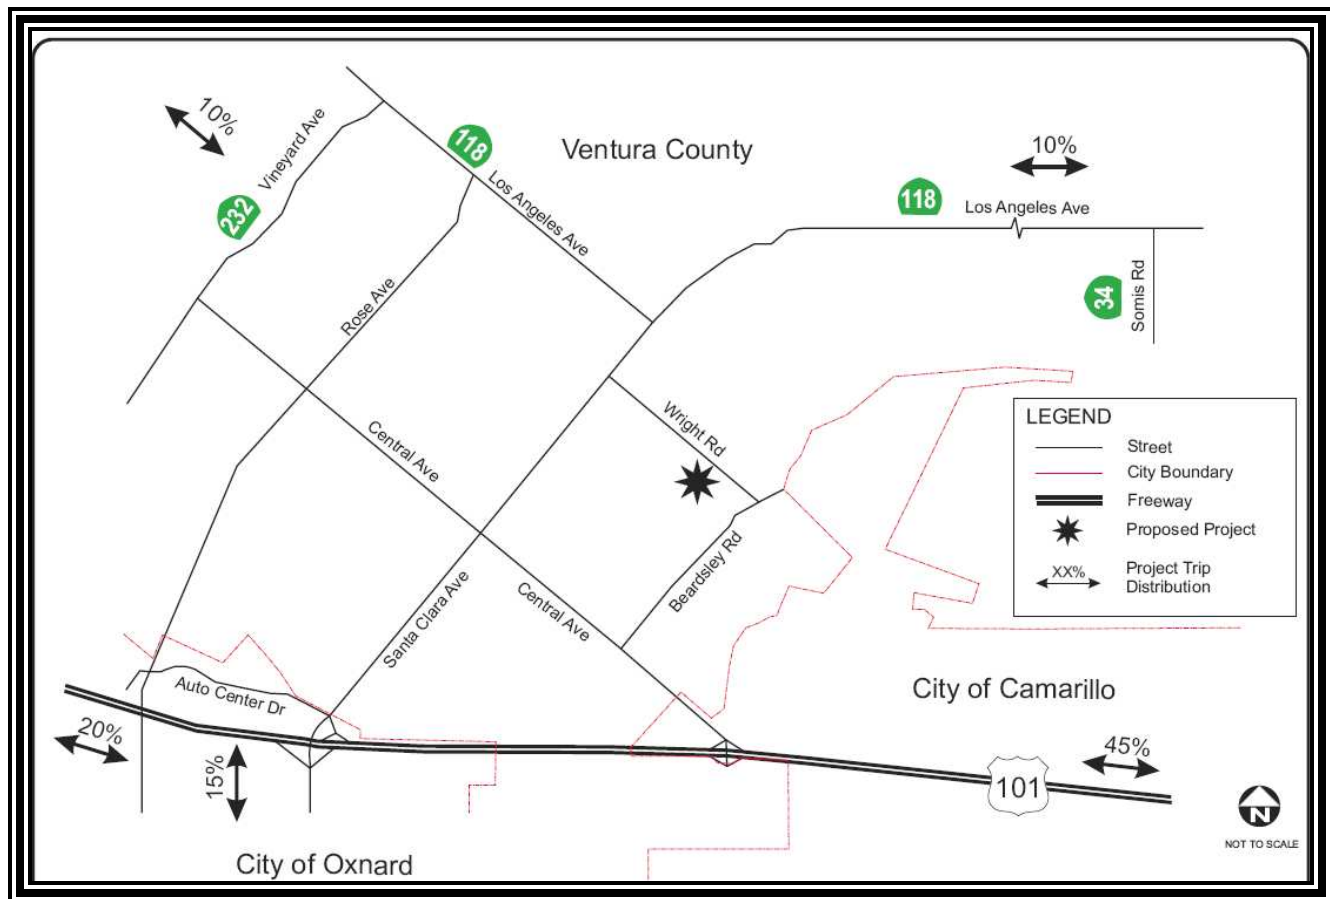 10%
Vineyard Ave
118
Ventura County
10%
232
Los Angeles Ave
118
Los Angeles Ave
Rose Ave
34
Somis Rd
Wright Rd
Central Ave
LEGEND
Street
City Boundary
Freeway
Proposed Project
XX%
Project Trip
Distribution
Beardsley Rd
Santa Clara Ave
Central Ave
Auto Center Dr
City of Camarillo
20%
15%
45%
101
N
NOT TO SCALE
City of Oxnard